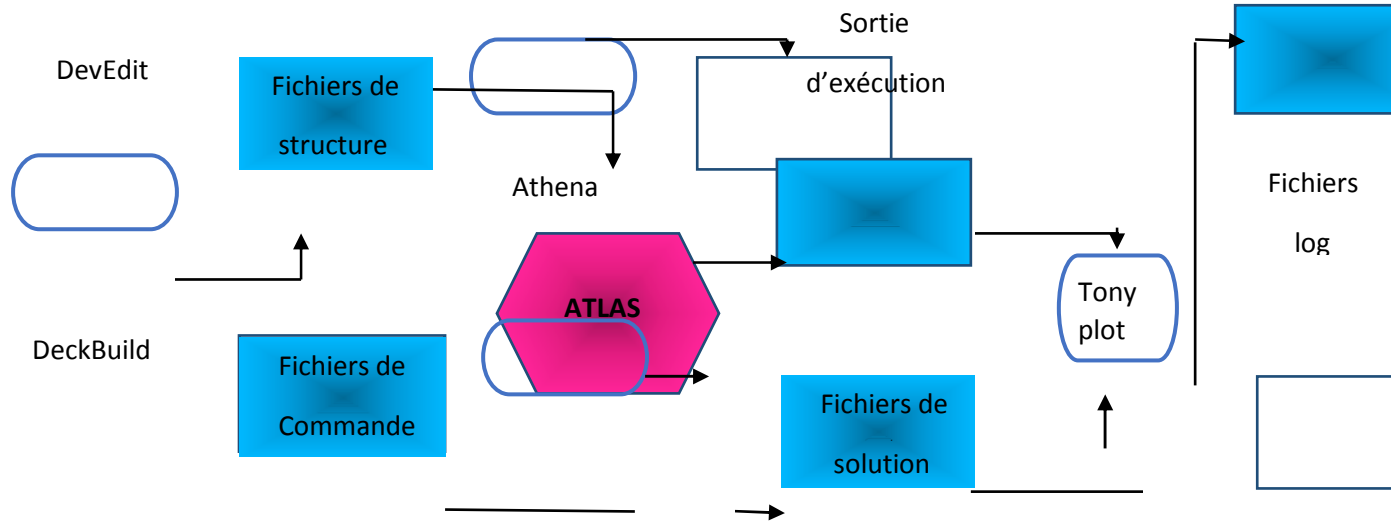 DevEdit
Fichiers de
structure
Athena
Sortie
d’exécution
Fichiers
log
DeckBuild
Fichiers de
Commande
ATLAS
Tony
plot
Fichiers de
solution